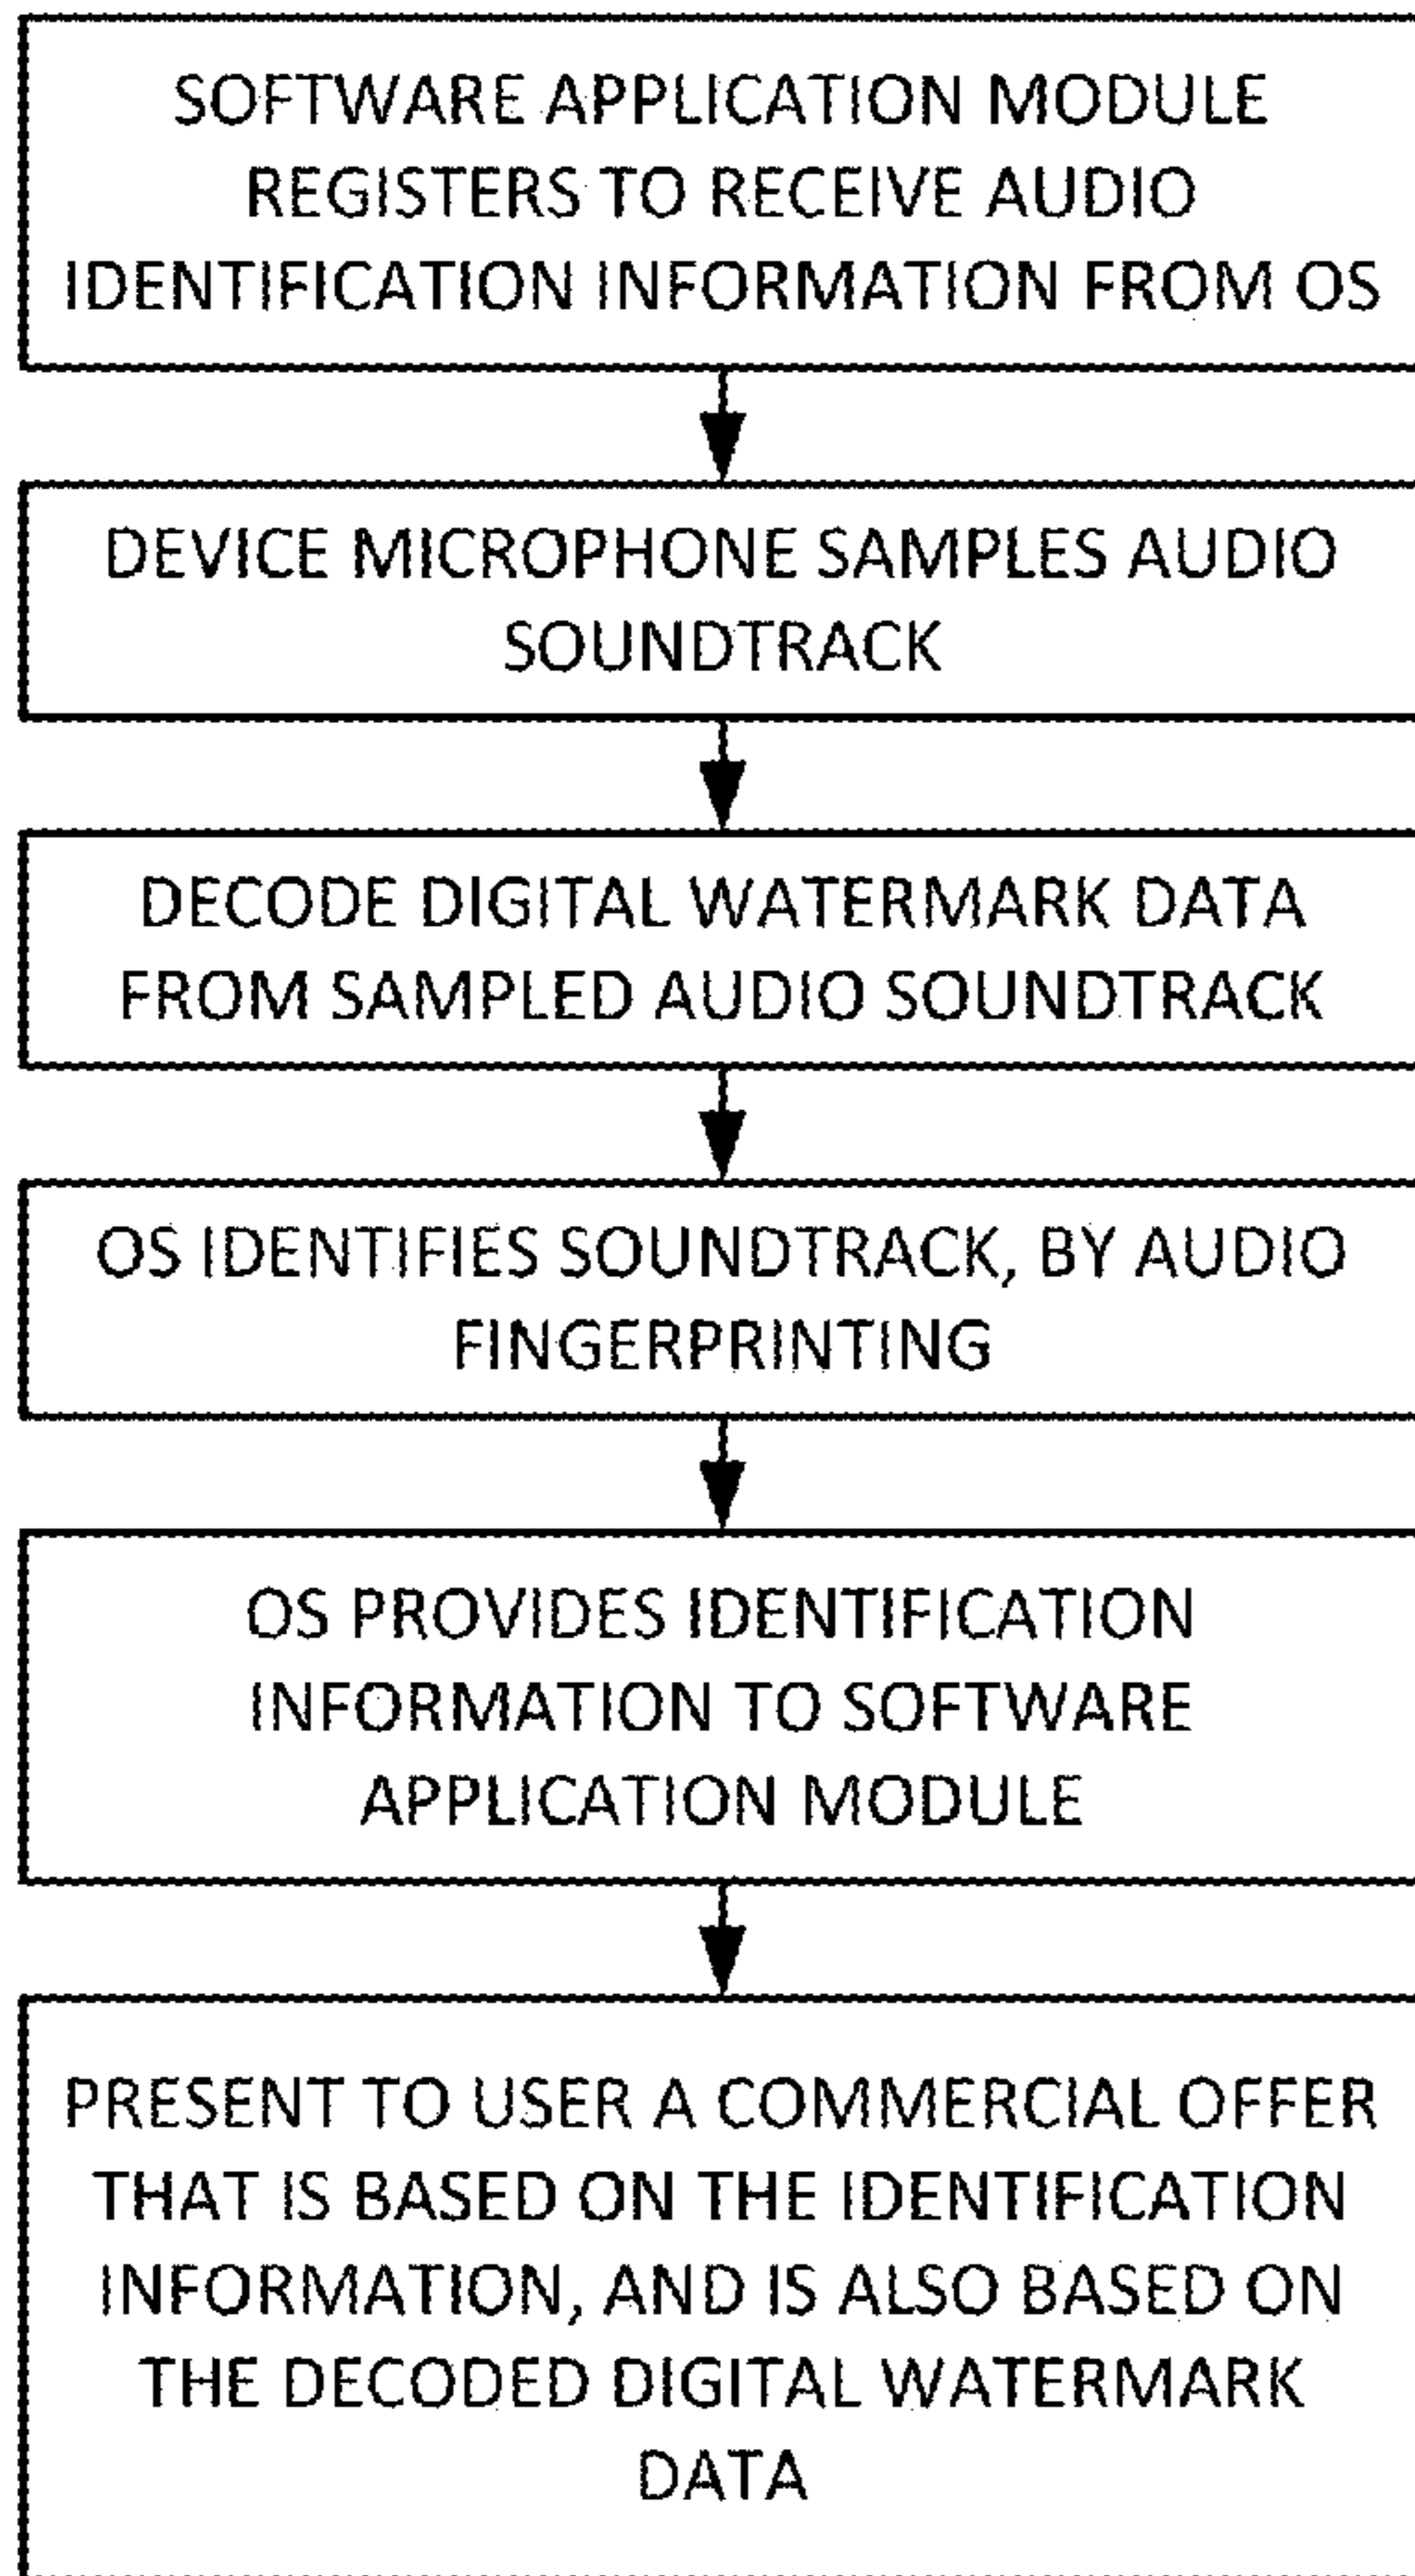 SOFTWARE APPLICATION MODULE
REGISTERS TO RECEIVE AUDIO
IDENTIFICATION INFORMATION FROM OS
DEVICE MICROPHONE SAMPLES AUDIO
SOUNDTRACK
DECODE DIGITAL WATERMARK DATA
FROM SAMPLED AUDIO SOUNDTRACK
OS IDENTIFIES SOUNDTRACK, BY AUDIO
FINGERPRINTING
OS PROVIDES IDENTIFICATION
INFORMATION TO SOFTWARE
APPLICATION MODULE
PRESENT TO USER A COMMERCIAL OFFER
THAT IS BASED ON THE IDENTIFICATION
INFORMATION, AND IS ALSO BASED ON
THE DECODED DIGITAL WATERMARK
DATA